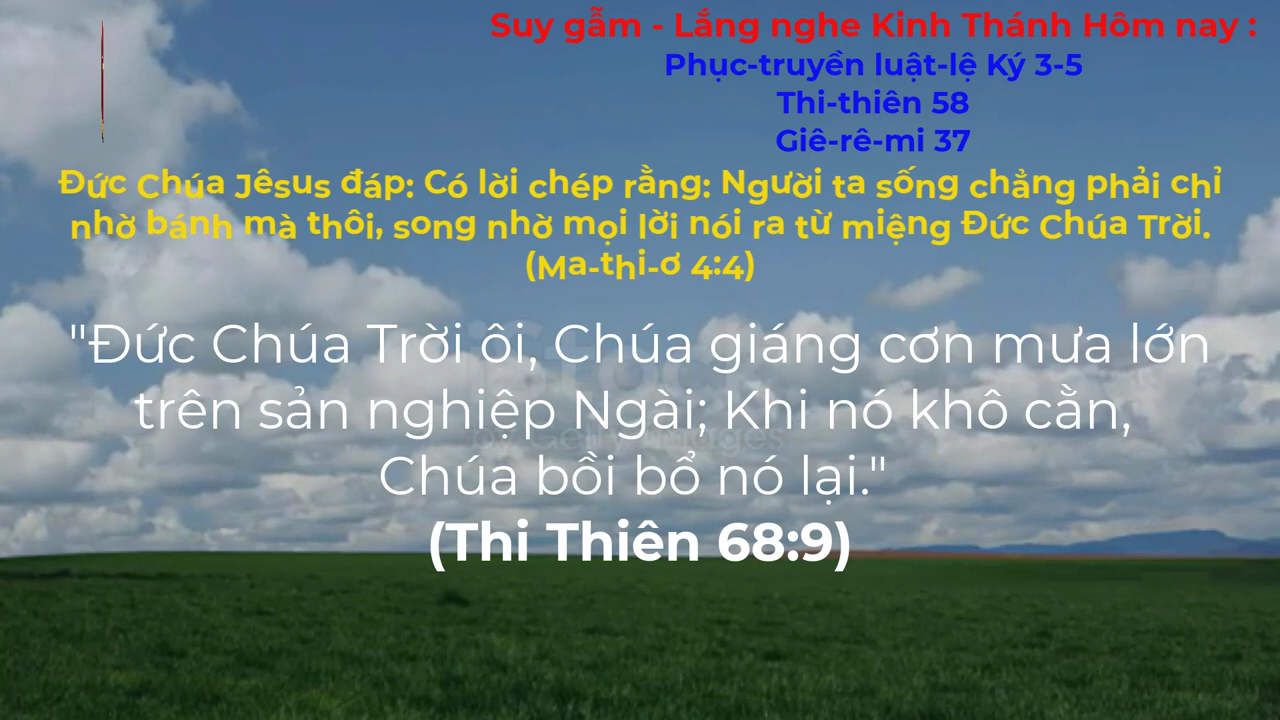 Suy gẫm - Lắng nghe Kinh Thánh Hôm nay :
Phục-truyền luật-lệ Ký 3-5
Thi-thiên 58
Giê-rê-mi 37
Đức Chúa Jêsus đáp: Có lời chép rằng: Người ta sống chẳng phải chỉ
nhờ bánh mà thôi, song nhờ mọi lời nói ra từ miệng Đức Chúa Trời.
(Ma-thi-ơ 4:4)
"Đức Chúa Trời ôi, Chúa giáng cơn mưa lớn
trên sản nghiệp Ngài; Khi nó khô cằn,
Chúa bồi bổ nó lại."
(Thi Thiên 68:9)